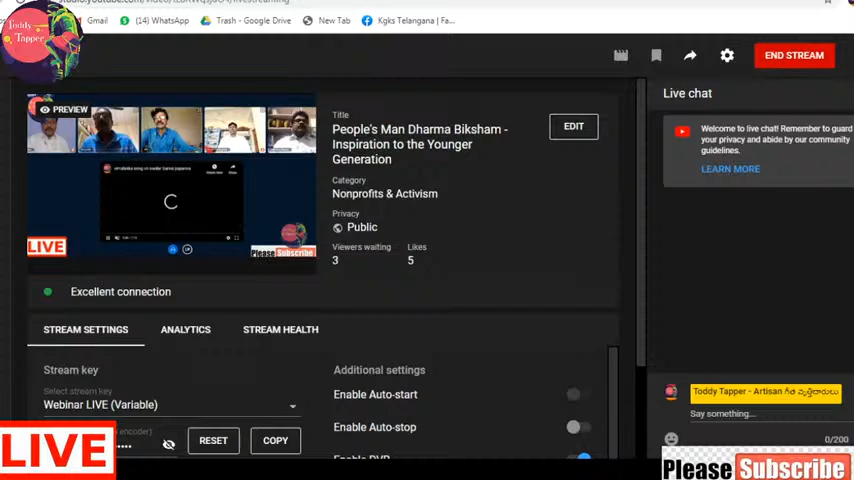 Gmail
(14) WhatsApp
Trash - Google Drive
New Tab
Kgks Telangana | Fa...
Toddy
Tapper
END STREAM
PREVIEW
Title
People's Man Dharma Biksham -
Inspiration to the Younger
Generation
EDIT
Category
Nonprofits & Activism
Privacy
Public
Viewers waiting
Likes
3
5
LIVE
Please Subscribe
Excellent connection
STREAM SETTINGS
ANALYTICS
STREAM HEALTH
Stream key
Select stream key
Webinar LIVE (Variable)
encoder)
RESET
COPY
Additional settings
Enable Auto-start
Enable Auto-stop
Enable DVR
Live chat
Welcome to live chat! Remember to guard
your privacy and abide by our community
guidelines.
LEARN MORE
Toddy Tapper - Artisan గీత వృత్తిదారులు
Say something...
0/200
LIVE
Please Subscribe